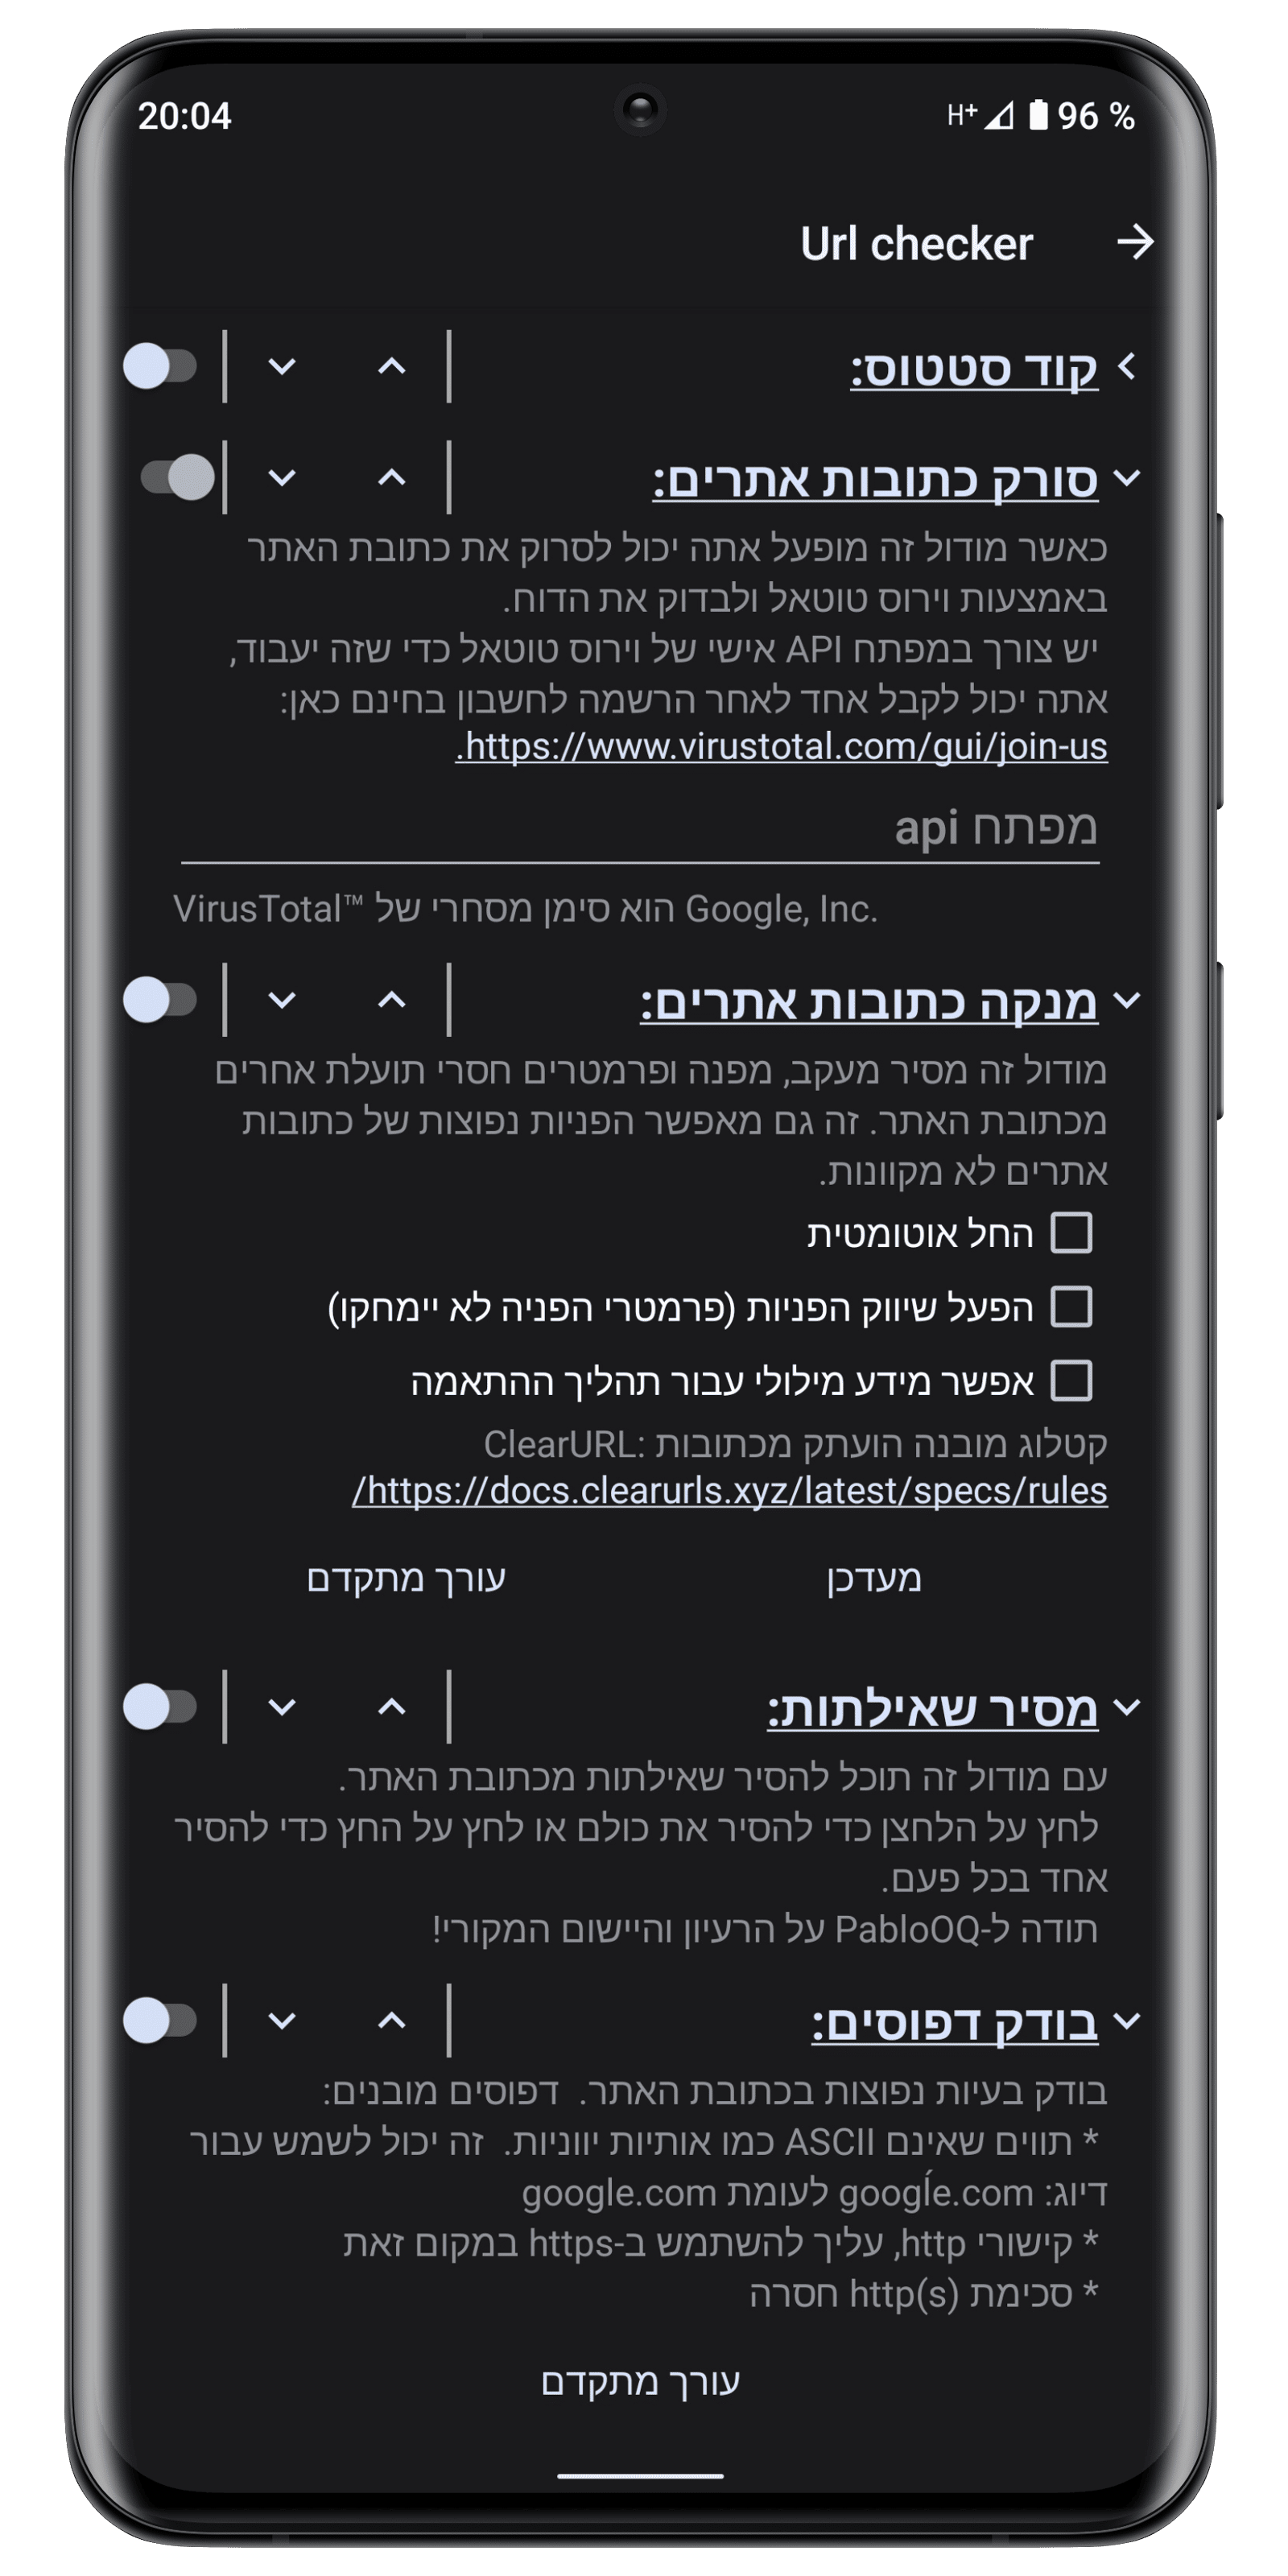 20:04
H+ 96 %
Url checker
קוד סטטוס:
סורק כתובות אתרים:
כאשר מודול זה מופעל אתה יכול לסרוק את כתובת האתר
באמצעות וירוס טוטאל ולבדוק את הדוח.
יש צורך במפתח API אישי של וירוס טוטאל כדי שזה יעבוד,
אתה יכול לקבל אחד לאחר הרשמה לחשבון בחינם כאן:
https://www.virustotal.com/gui/join-us.
מפתח api
VirusTotal™ הוא סימן מסחרי של Google, Inc.
מנקה כתובות אתרים:
מודול זה מסיר מעקב, מפנה ופרמטרים חסרי תועלת אחרים
מכתובת האתר. זה גם מאפשר הפניות נפוצות של כתובות
אתרים לא מקוונות.
החל אוטומטית
הפעל שיווק הפניות (פרמטרי הפניה לא יימחקו)
אפשר מידע מילולי עבור תהליך ההתאמה
קטלוג מובנה הועתק מכתובות ClearURL:
https://docs.clearurls.xyz/latest/specs/rules/
מעדכן
עורך מתקדם
מסיר שאילתות:
עם מודול זה תוכל להסיר שאילתות מכתובת האתר.
לחץ על הלחצן כדי להסיר את כולם או לחץ על החץ כדי להסיר
אחד בכל פעם.
תודה ל-PabloOQ על הרעיון והיישום המקורי!
בודק דפוסים:
בודק בעיות נפוצות בכתובת האתר. דפוסים מובנים:
* תווים שאינם ASCII כמו אותיות יווניות. זה יכול לשמש עבור
דיוג: googĺe.com לעומת google.com
* קישורי http, עליך להשתמש ב-https במקום זאת
* סכימת http(s) חסרה
עורך מתקדם